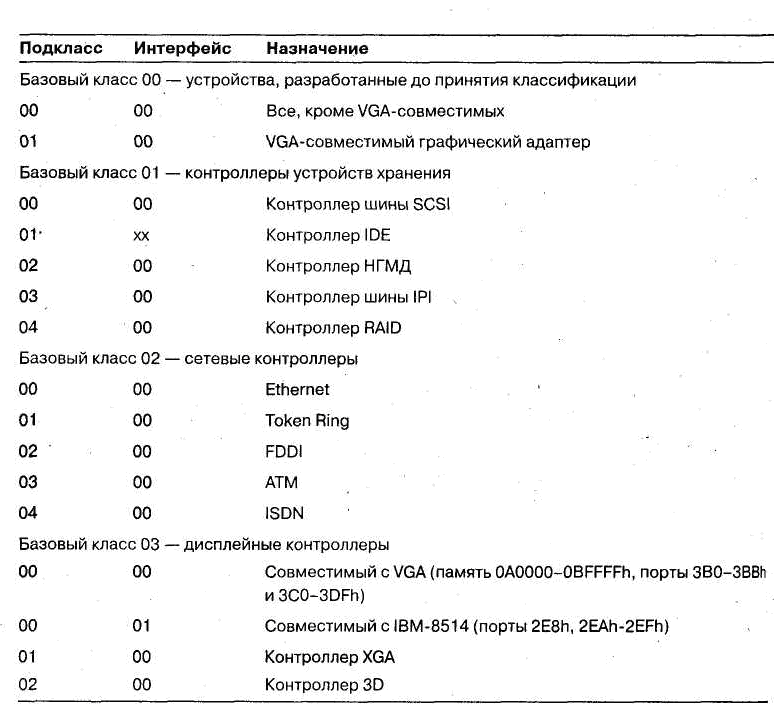 Подкласс Интерфейс Назначение
Базовый класс 00 — устройства, разработанные до принятия классификации
00 00 Все, кроме VGA-совместимых
01 00 VGA-совместимый графический адаптер
Базовый класс 01 — контроллеры устройств хранения
00 00 Контроллер шины SCSI
01 xx Контроллер IDE
02 00 Контроллер НГМД
03 00 Контроллер шины IPI
04 00 Контроллер RAID
Базовый класс 02 — сетевые контроллеры
00 00 Ethernet
01 00 Token Ring
02 00 FDDI
03 00 ATM
04 00 ISDN
Базовый класс 03 — дисплейные контроллеры
00 00 Совместимый с VGA (память 0A0000–0BFFFFh, порты 3B0–3BBh
и 3C0–3DFh)
00 01 Совместимый с IBM-8514 (порты 2E8h, 2EAh-2EFh)
01 00 Контроллер XGA
02 00 Контроллер 3D